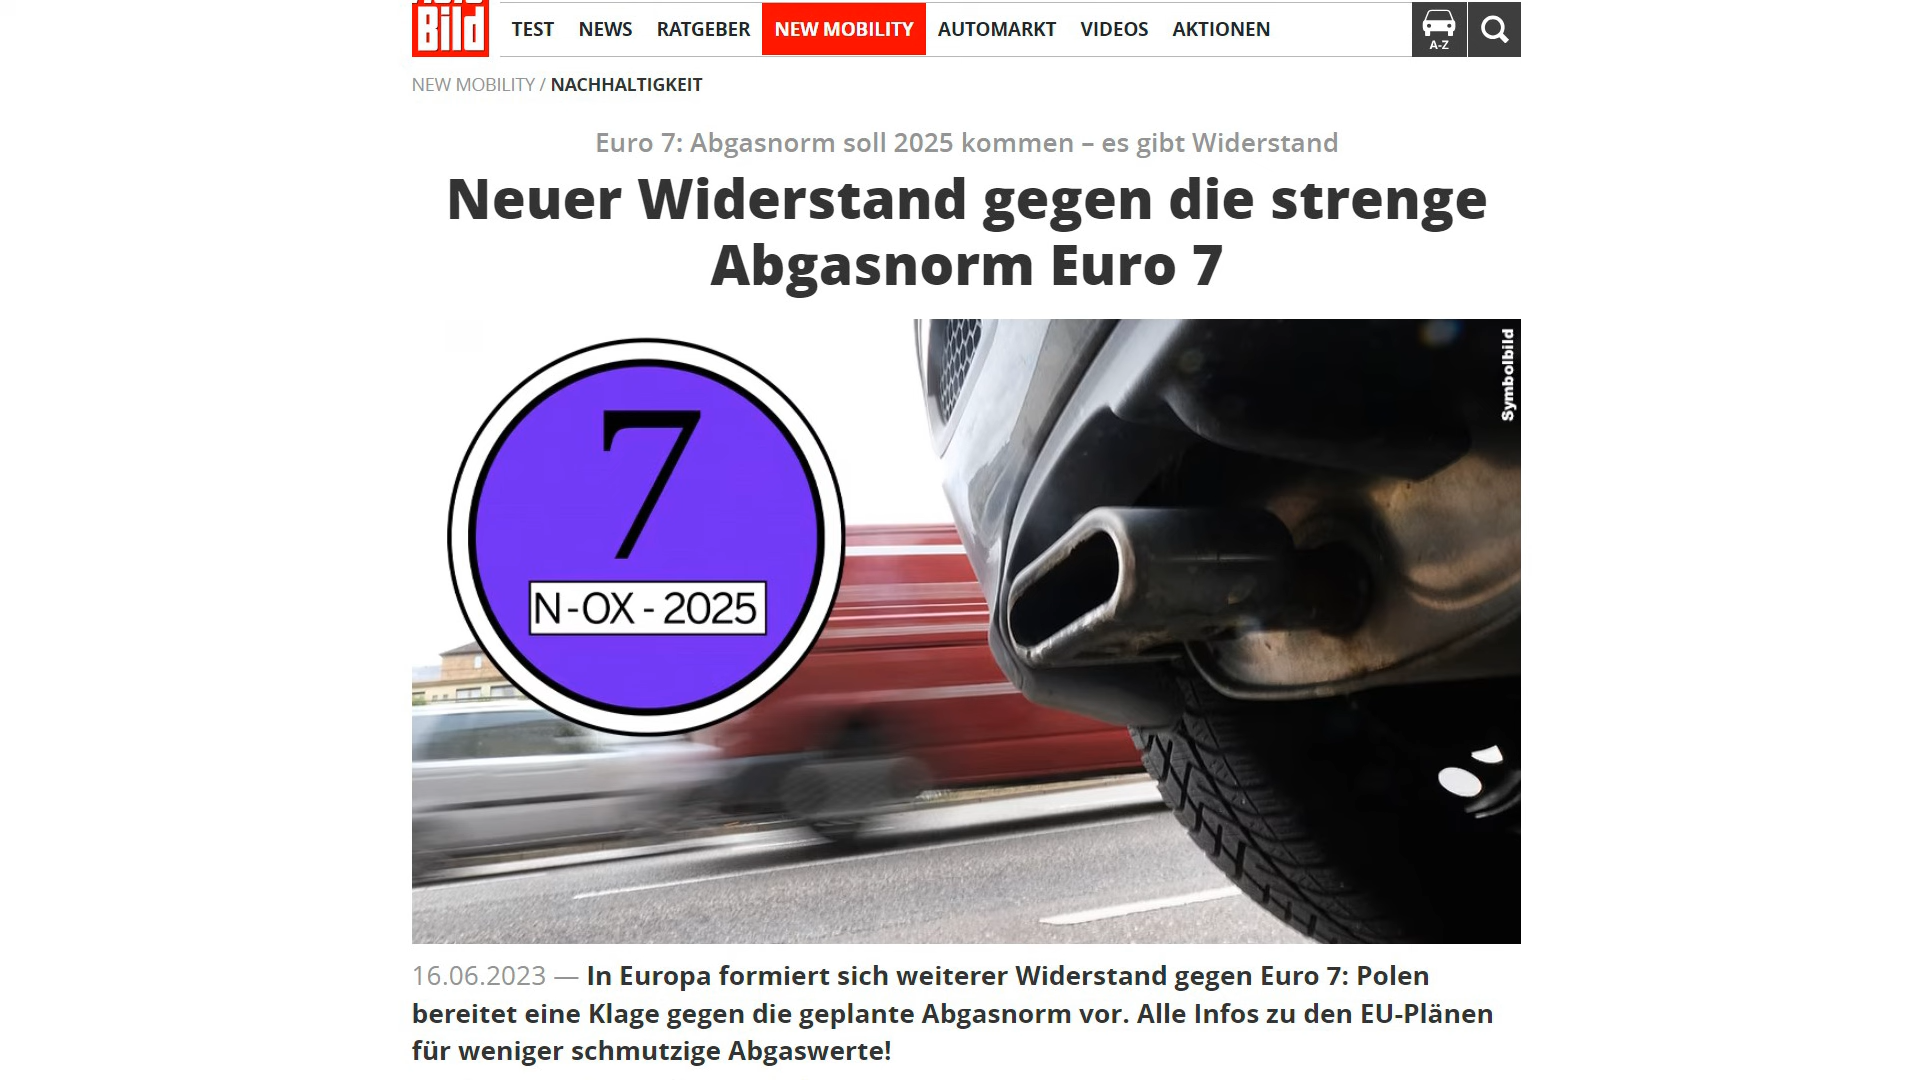 Bild
TEST NEWS RATGEBER NEW MOBILITY AUTOMARKT VIDEOS AKTIONEN
A-Z
NEW MOBILITY / NACHHALTIGKEIT
Euro 7: Abgasnorm soll 2025 kommen – es gibt Widerstand
Neuer Widerstand gegen die strenge
Abgasnorm Euro 7
Symbolbild
7
N-OX - 2025
16.06.2023 — In Europa formiert sich weiterer Widerstand gegen Euro 7: Polen
bereitet eine Klage gegen die geplante Abgasnorm vor. Alle Infos zu den EU-Plänen
für weniger schmutzige Abgaswerte!